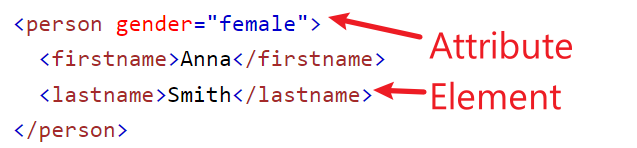 <person gender="female">
Attribute
<firstname>Anna</firstname>
<lastname>Smith</lastname>
Element
</person>